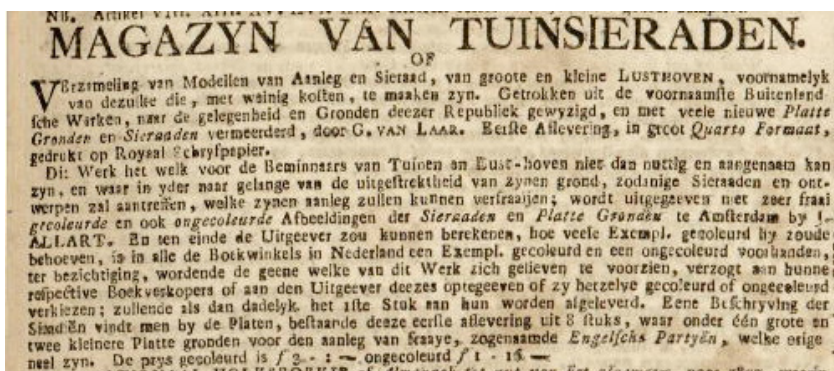 NB. Artikel VIII. XIII.
MAGAZYN VAN TUINSIERADEN.
OF
VErzameling van Modellen van Aanleg en Sieraad, van groote en kleine LUSTHOVEN, voornamelyk
van dezulke die, met weinig kosten, te maaken zyn. Getrokken uit de voornaamste Buitenland-
sche Werken, naar de gelegenheid en Gronden deezer Republiek gewyzigd, en met veele nieuwe Platte
Gronden en Sieraaden vermeerderd, door G. VAN LAAR. Eerste Aflevering, in groot Quarto Formaat,
gedrukt op Royaal Schryfpapier.
Dit Werk het welk voor de Beminnaars van Tuinen en Lust-hoven niet dan nuttig en aangenaam kan
zyn, en waar in yder naar gelange van de uitgestrektheid van zynen grond, zodanige Sieraaden en ont-
werpen zal aantreffen, welke zynen aanleg zullen kunnen verfraaijen; wordt uitgegeeven met zeer fraai
gecoleurde en ook ongecoleurde Afbeeldingen der Sieraaden en Platte Gronden te Amsterdam by J.
ALLART. En ten einde de Uitgeever zou kunnen berekenen, hoe veele Exempl. gecoleurd hy zoude
behoeven, is in alle de Boekwinkels in Nederland een Exempl. gecoleurd en een ongecoleurd voorhanden,
ter bezichtiging, wordende de geene welke van dit Werk zich gelieven te voorzien, verzogt aan hunne
respective Boekverkopers of aan den Uitgeever deezes optegeeven of zy hetzelve gecoleurd of ongecoleurd
verkiezen; zullende als dan dadelyk het 1ste Stuk aan hun worden afgeleverd. Eene Beschryving der
Sieraden vindt men by de Platen, bestaande deeze eerste aflevering uit 8 stuks, waar onder één grote en
twee kleinere Platte gronden voor den aanleg van fraaye, zogenaamde Engelsche Partyën, welke enige
neel zyn. De prys gecoleurd is f 3 - 1 — ongecoleurd f 1 - 16 —